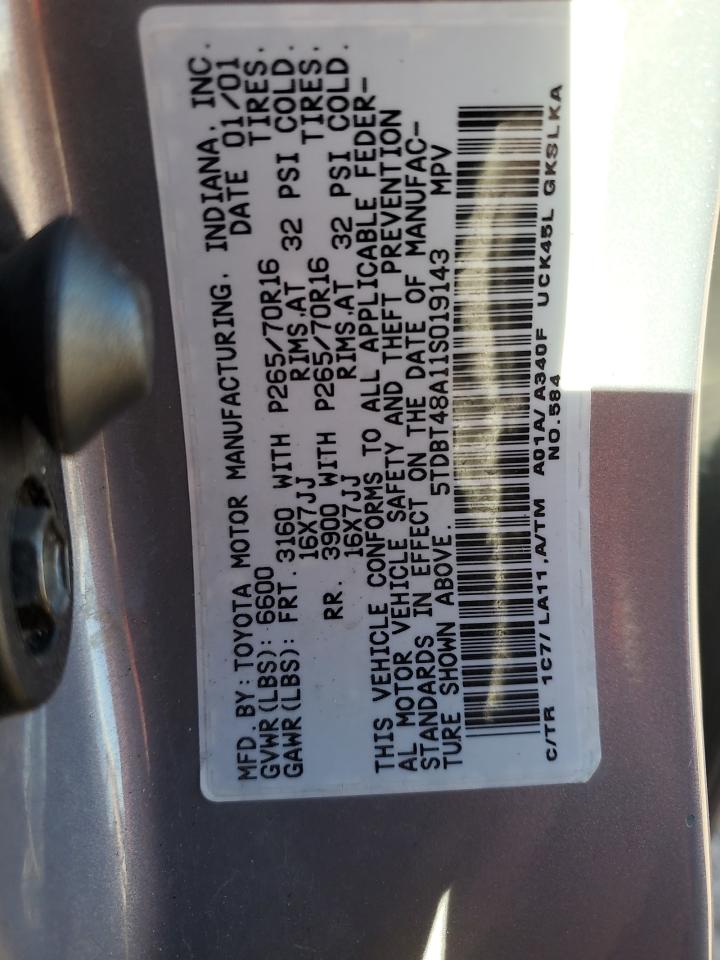 MFD. BY: TOYOTA MOTOR MANUFACTURING, INDIANA, INC.
GVWR(LBS): 6600 DATE 01/01
GAWR(LBS): FRT. 3160 WITH P265/70R16 TIRES.
16X7JJ RIMS.AT 32 PSI COLD.
RR. 3900 WITH P265/70R16 TIRES.
16X7JJ RIMS.AT 32 PSI COLD.
THIS VEHICLE CONFORMS TO ALL APPLICABLE FEDER-
AL MOTOR VEHICLE SAFETY AND THEFT PREVENTION
STANDARDS IN EFFECT ON THE DATE OF MANUFAC-
TURE SHOWN ABOVE. 5TDBT48A11S019143 MPV
C/TR 1C7/ LA11,A/TM A01A/ A340F UCK45L GKSLKA
NO.584